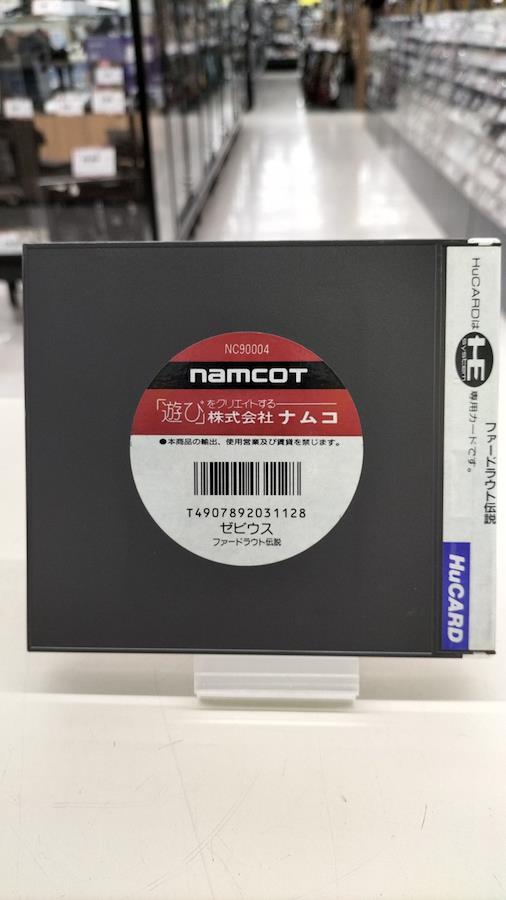 NC90004
namcoT
「遊び」をクリエイトする
株式会社ナムコ
●本商品の輸出、使用営業及び賃貸を禁じます。
T4907892031128
ゼビウス
ファードラウト伝説
HuCARDは
HE
SYSTEM
専用カードです。
ファードラウト伝説
HuCARD